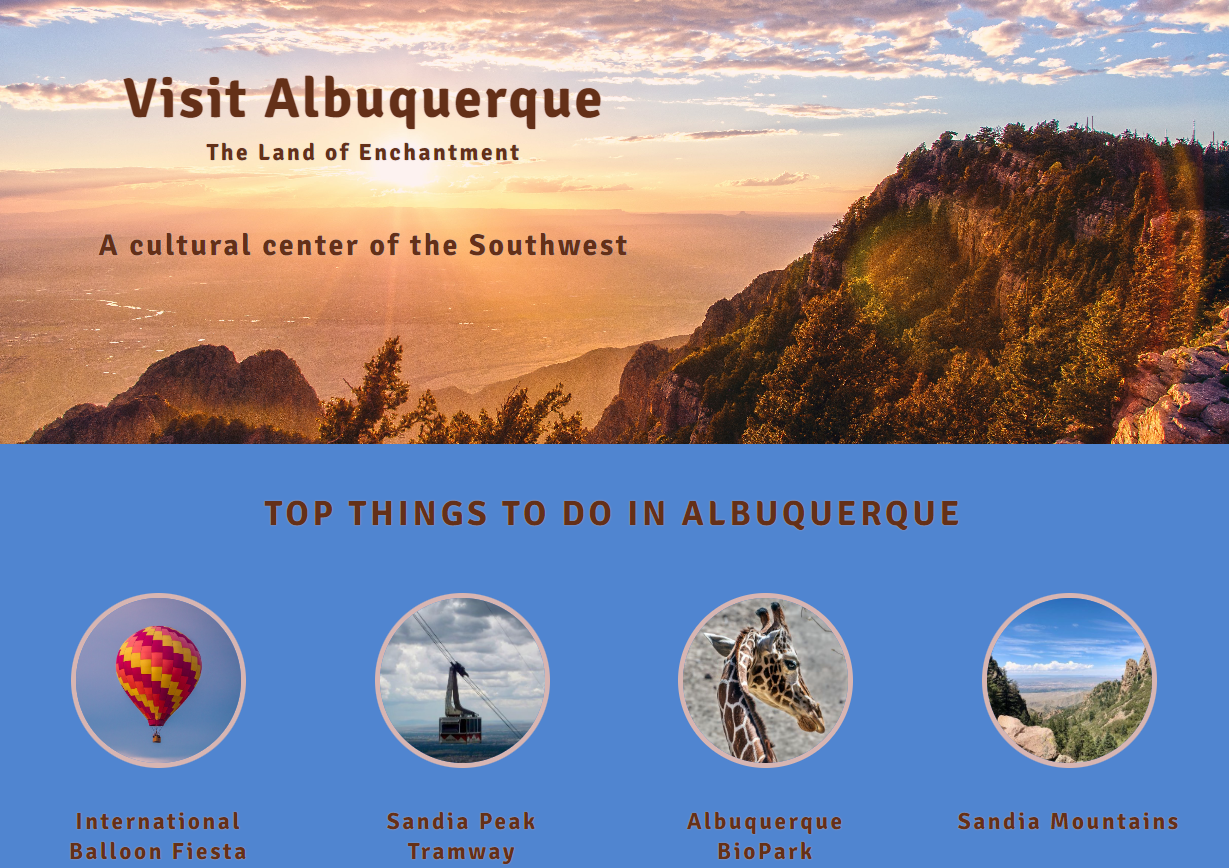 Visit Albuquerque
The Land of Enchantment
A cultural center of the Southwest
TOP THINGS TO DO IN ALBUQUERQUE
International
Balloon Fiesta
Sandia Peak
Tramway
Albuquerque
BioPark
Sandia Mountains